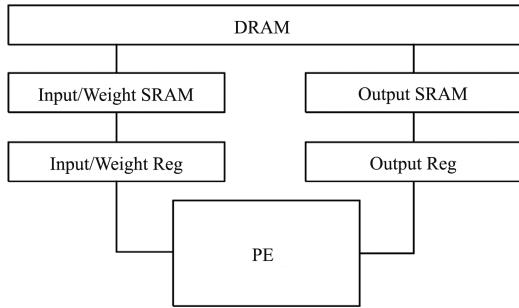 DRAM
Input/Weight SRAM
Output SRAM
Input/Weight Reg
Output Reg
PE